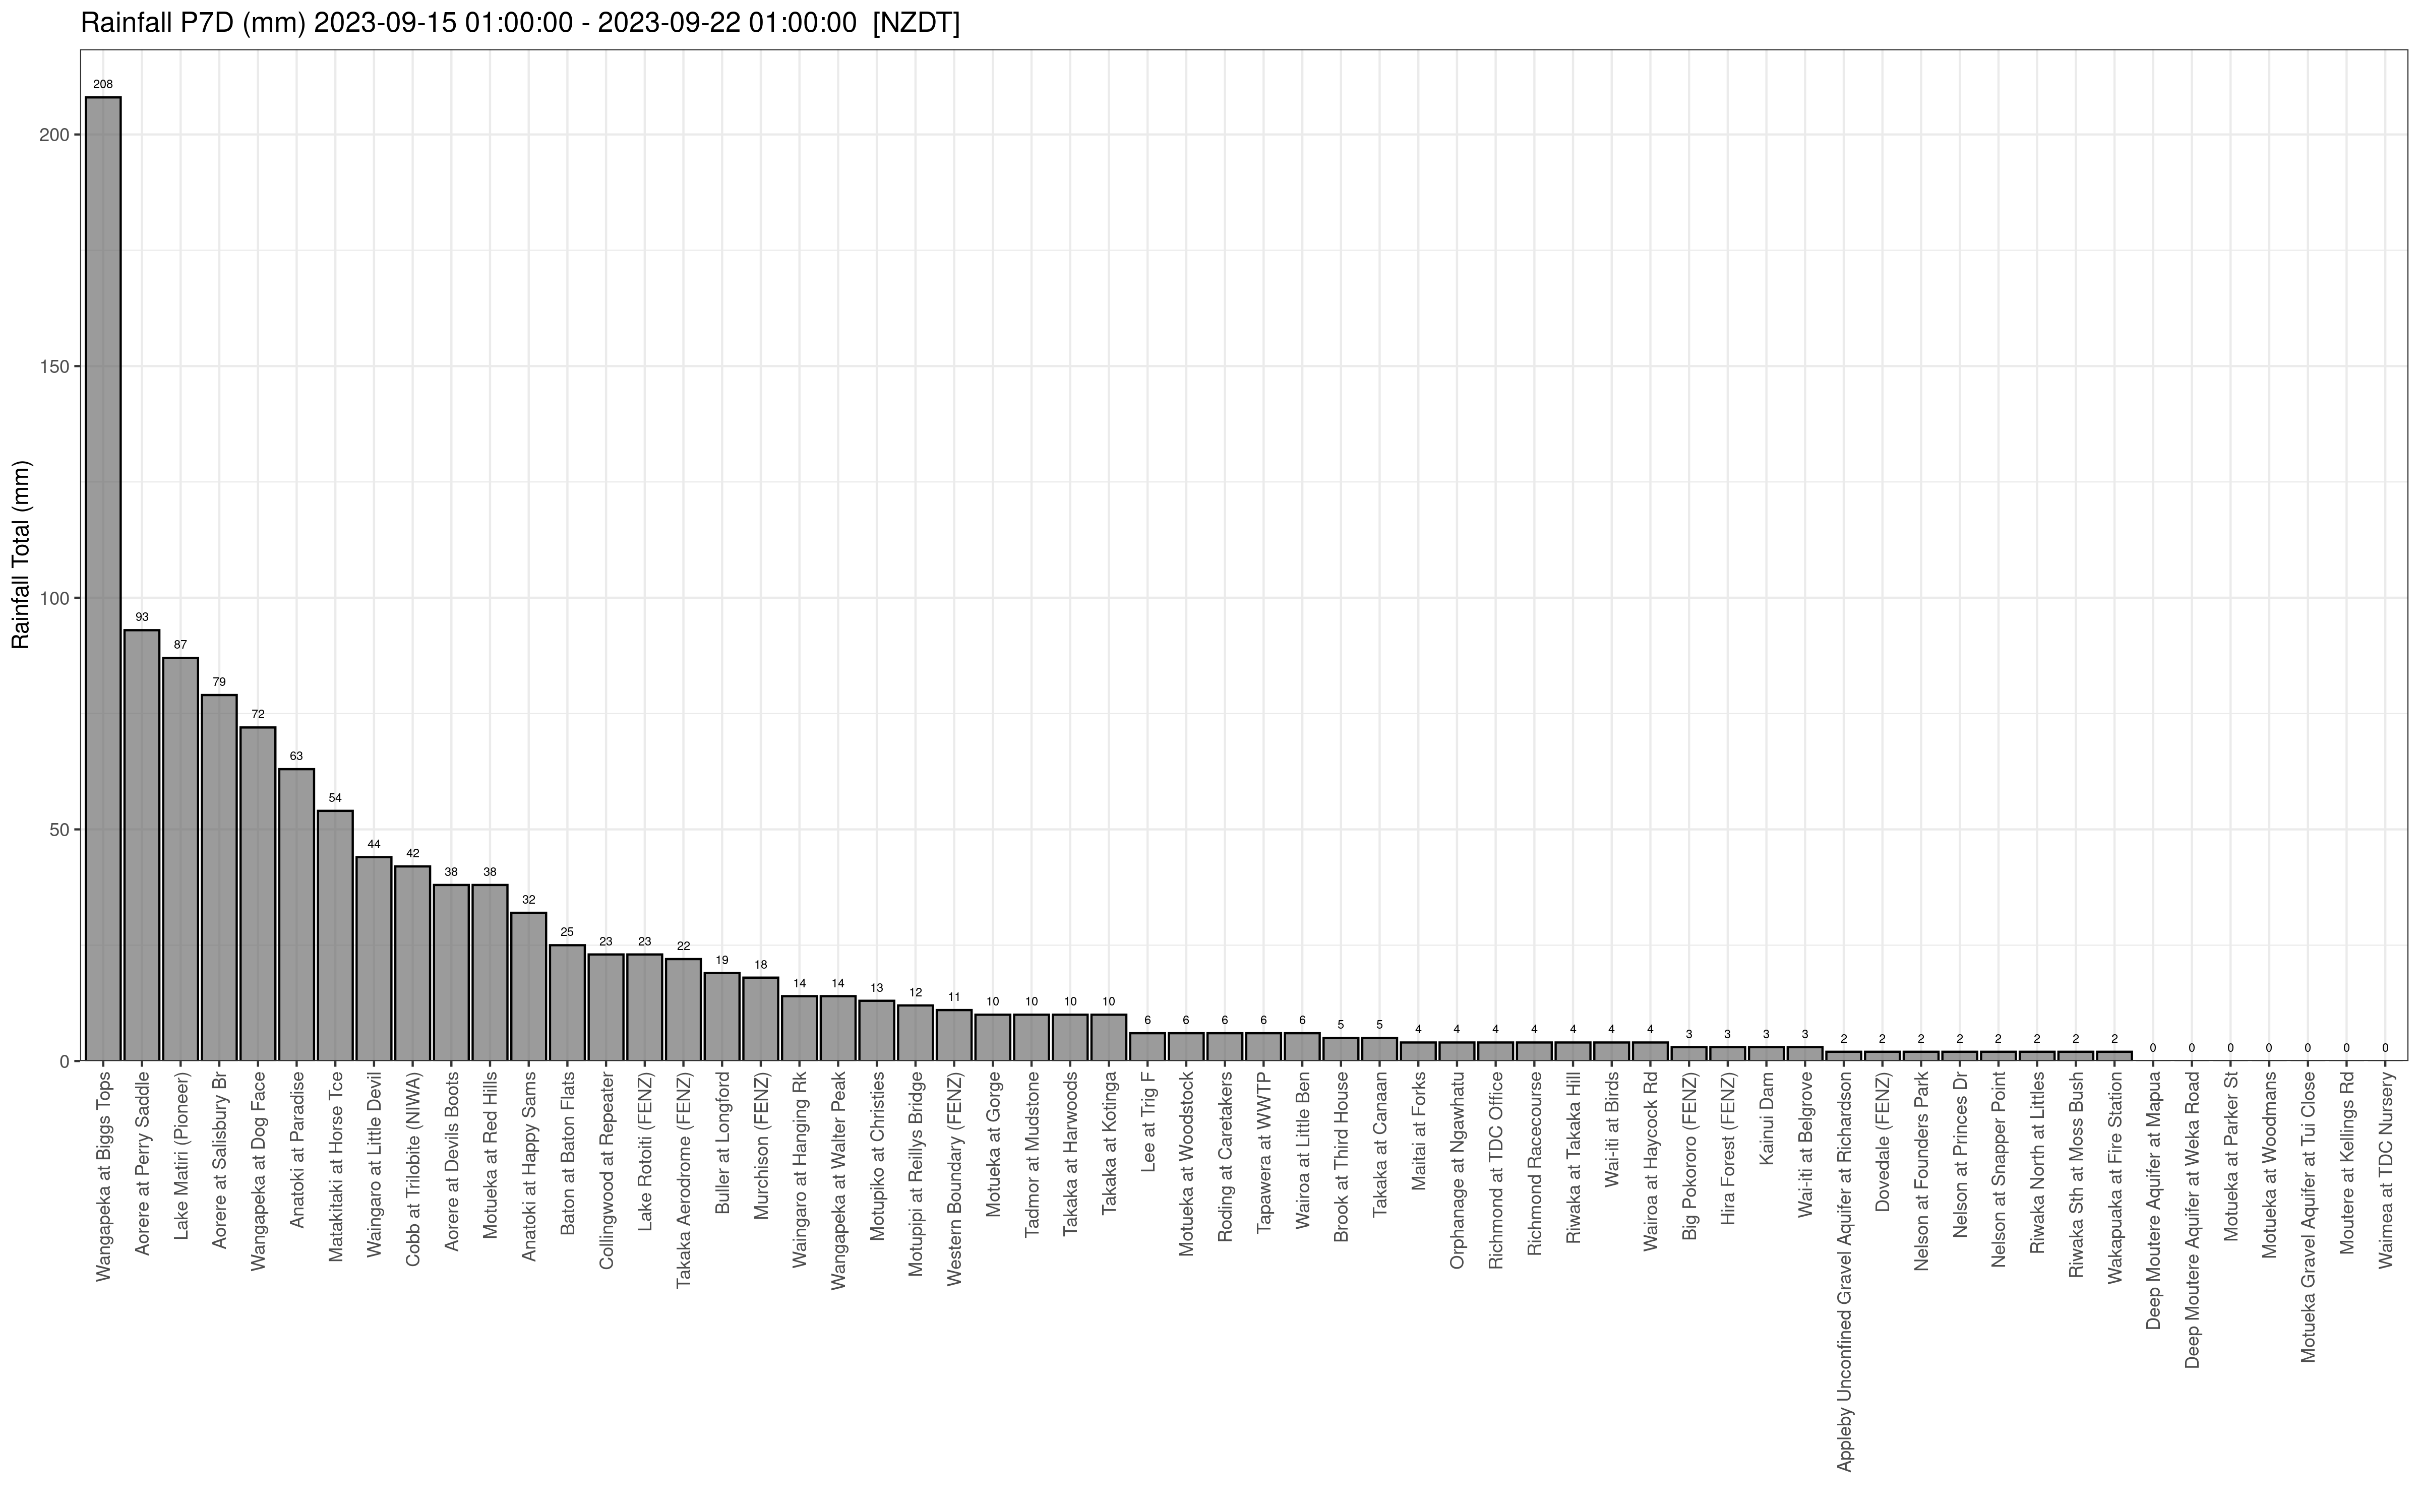 Rainfall P7D (mm) 2023-09-15 01:00:00 - 2023-09-22 01:00:00  [NZDT]
Rainfall Total (mm)
200
150
100
50
0
208
93
87
79
72
63
54
44
42
38
38
32
25
23
23
22
19
18
14
14
13
12
11
10
10
10
10
6
6
6
6
6
5
5
4
4
4
4
4
4
4
3
3
3
3
2
2
2
2
2
2
2
2
0
0
0
0
0
0
0
Wangapeka at Biggs Tops
Aorere at Perry Saddle
Lake Matiri (Pioneer)
Aorere at Salisbury Br
Wangapeka at Dog Face
Anatoki at Paradise
Matakitaki at Horse Tce
Waingaro at Little Devil
Cobb at Trilobite (NIWA)
Aorere at Devils Boots
Motueka at Red Hills
Anatoki at Happy Sams
Baton at Baton Flats
Collingwood at Repeater
Lake Rotoiti (FENZ)
Takaka Aerodrome (FENZ)
Buller at Longford
Murchison (FENZ)
Waingaro at Hanging Rk
Wangapeka at Walter Peak
Motupiko at Christies
Motupipi at Reillys Bridge
Western Boundary (FENZ)
Motueka at Gorge
Tadmor at Mudstone
Takaka at Harwoods
Takaka at Kotinga
Lee at Trig F
Motueka at Woodstock
Roding at Caretakers
Tapawera at WWTP
Wairoa at Little Ben
Brook at Third House
Takaka at Canaan
Maitai at Forks
Orphanage at Ngawhatu
Richmond at TDC Office
Richmond Racecourse
Riwaka at Takaka Hill
Wai-iti at Birds
Wairoa at Haycock Rd
Big Pokororo (FENZ)
Hira Forest (FENZ)
Kainui Dam
Wai-iti at Belgrove
Appleby Unconfined Gravel Aquifer at Richardson
Dovedale (FENZ)
Nelson at Founders Park
Nelson at Princes Dr
Nelson at Snapper Point
Riwaka North at Littles
Riwaka Sth at Moss Bush
Wakapuaka at Fire Station
Deep Moutere Aquifer at Mapua
Deep Moutere Aquifer at Weka Road
Motueka at Parker St
Motueka at Woodmans
Motueka Gravel Aquifer at Tui Close
Moutere at Kellings Rd
Waimea at TDC Nursery